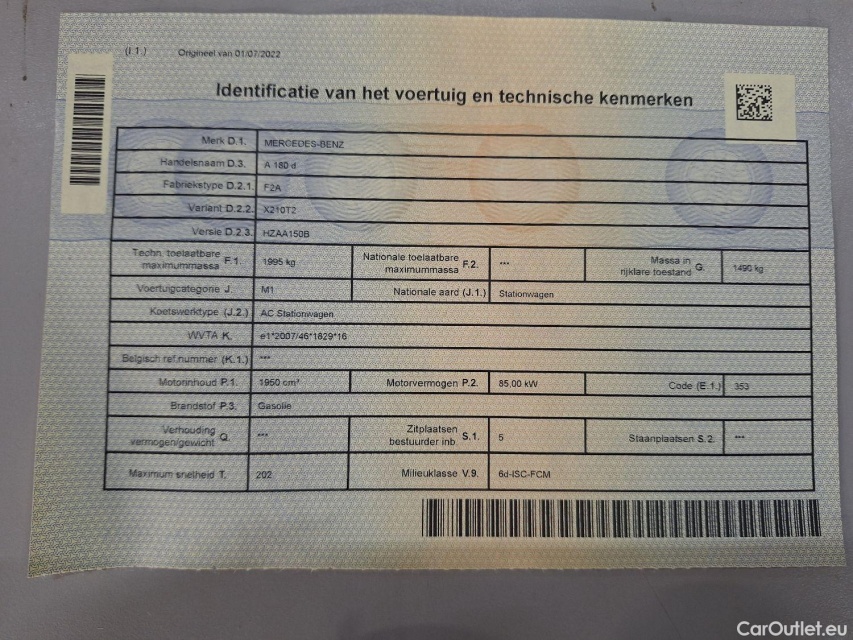 (I 1.) Origineel van 01/07/2022
Identificatie van het voertuig en technische kenmerken
Merk D.1. MERCEDES-BENZ
Handelsnaam D.3. A 180 d
Fabriekstype D.2.1. F2A
Variant D.2.2. X210T2
Versie D.2.3. HZAA150B
Techn. toelaatbare maximummassa F.1. 1995 kg Nationale toelaatbare maximummassa F.2. *** Massa in rijklare toestand G. 1490 kg
Voertuigcategorie J. M1 Nationale aard (J.1.) Stationwagen
Koetswerktype (J.2.) AC Stationwagen
WVTA K. e1*2007/46*1829*16
Belgisch ref.nummer (K.1.) ***
Motorinhoud P.1. 1950 cm³ Motorvermogen P.2. 85,00 kW Code (E.1.) 353
Brandstof P.3. Gasolie
Verhouding vermogen/gewicht Q. *** Zitplaatsen bestuurder inb. S.1. 5 Staanplaatsen S.2. ***
Maximum snelheid T. 202 Milieuklasse V.9. 6d-ISC-FCM
CarOutlet.eu